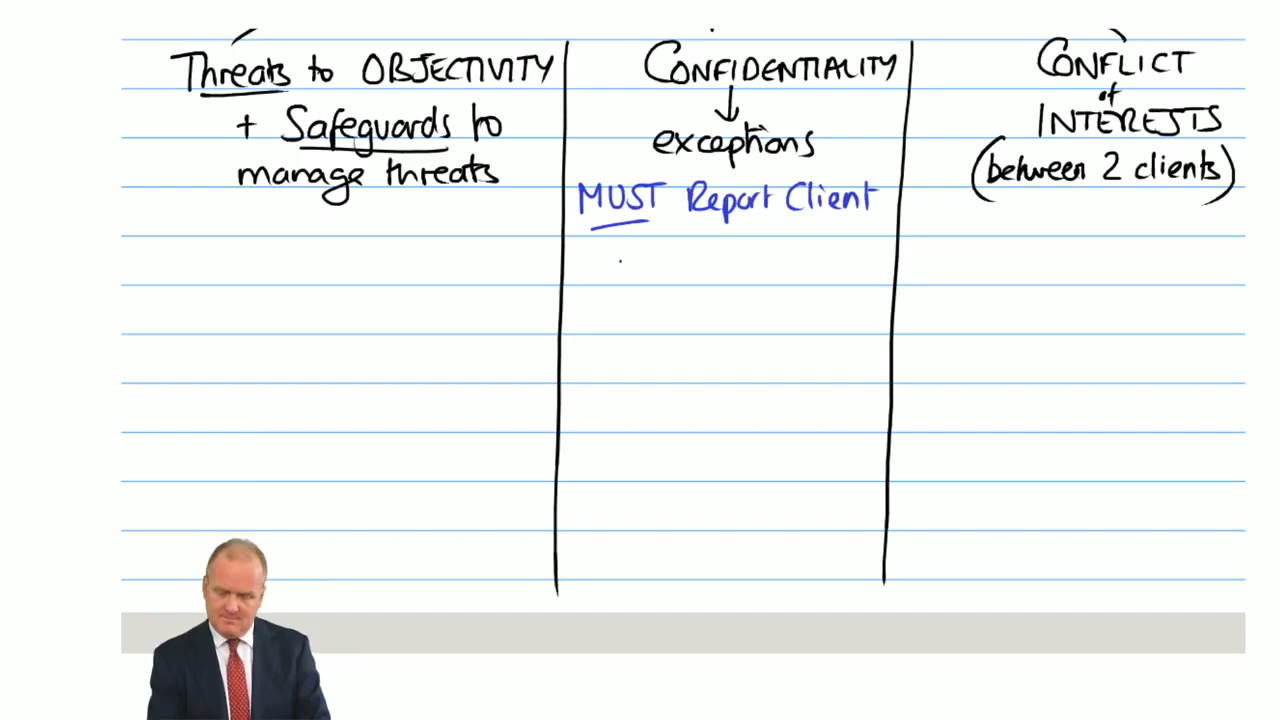 Threats to OBJECTIVITY
+ Safeguards to
manage threats
CONFIDENTIALITY
exceptions
MUST Report Client
CONFLICT
of
INTERESTS
(between 2 clients)